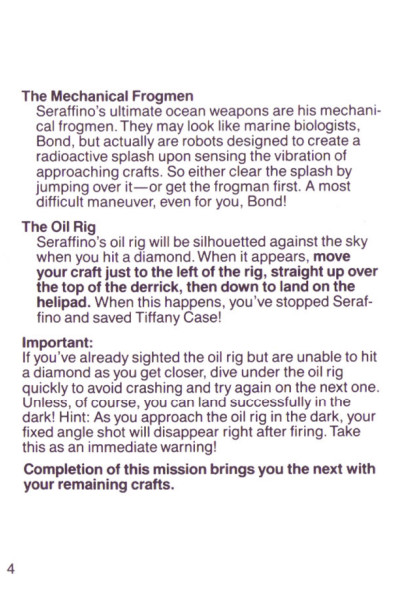 The Mechanical Frogmen
Seraffino's ultimate ocean weapons are his mechani-
cal frogmen. They may look like marine biologists,
Bond, but actually are robots designed to create a
radioactive splash upon sensing the vibration of
approaching crafts. So either clear the splash by
jumping over it—or get the frogman first. A most
difficult maneuver, even for you, Bond!
The Oil Rig
Seraffino's oil rig will be silhouetted against the sky
when you hit a diamond. When it appears, move
your craft just to the left of the rig, straight up over
the top of the derrick, then down to land on the
helipad. When this happens, you've stopped Seraf-
fino and saved Tiffany Case!
Important:
If you've already sighted the oil rig but are unable to hit
a diamond as you get closer, dive under the oil rig
quickly to avoid crashing and try again on the next one.
Unless, of course, you can land successfully in the
dark! Hint: As you approach the oil rig in the dark, your
fixed angle shot will disappear right after firing. Take
this as an immediate warning!
Completion of this mission brings you the next with
your remaining crafts.
4